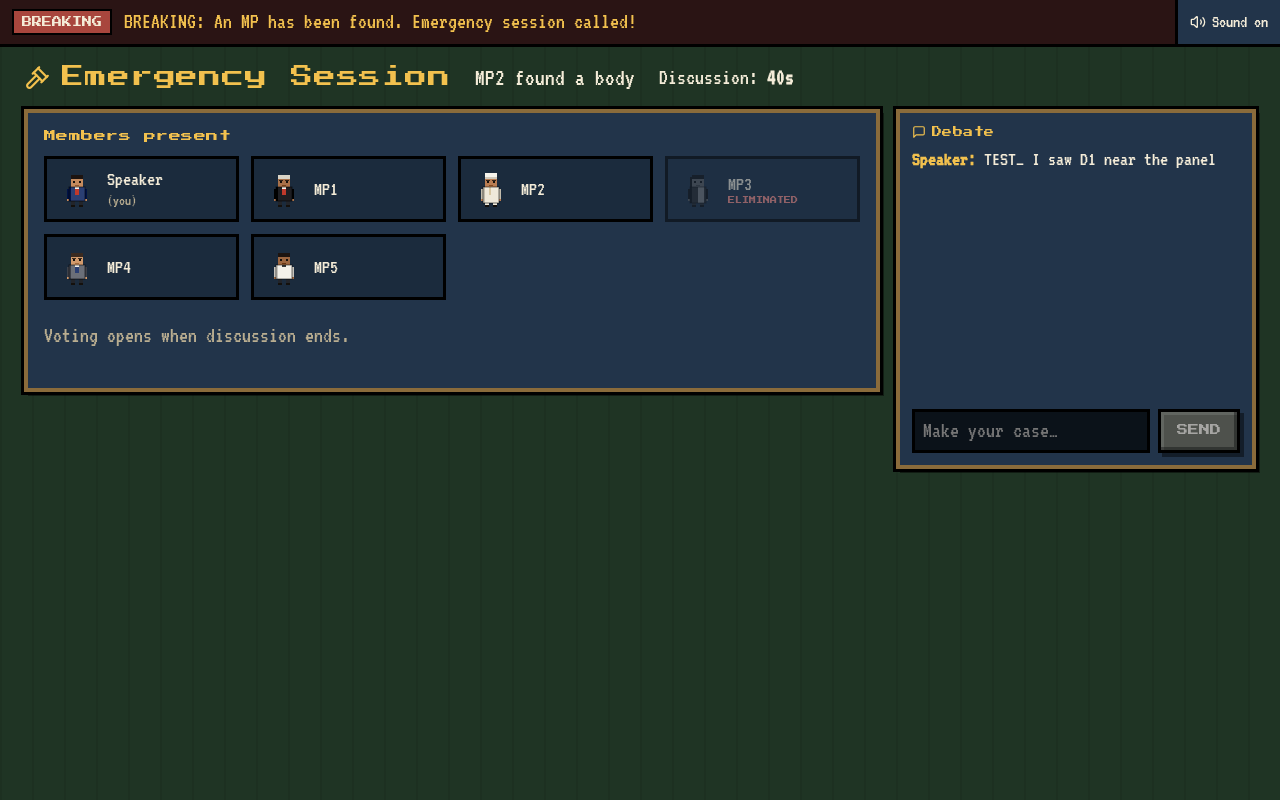 BREAKING
BREAKING: An MP has been found. Emergency session called!
Sound on
Emergency Session
MP2 found a body
Discussion: 40s
Members present
Speaker
(you)
MP1
MP2
MP3
ELIMINATED
MP4
MP5
Voting opens when discussion ends.
Debate
Speaker: TEST_ I saw D1 near the panel
Make your case…
SEND